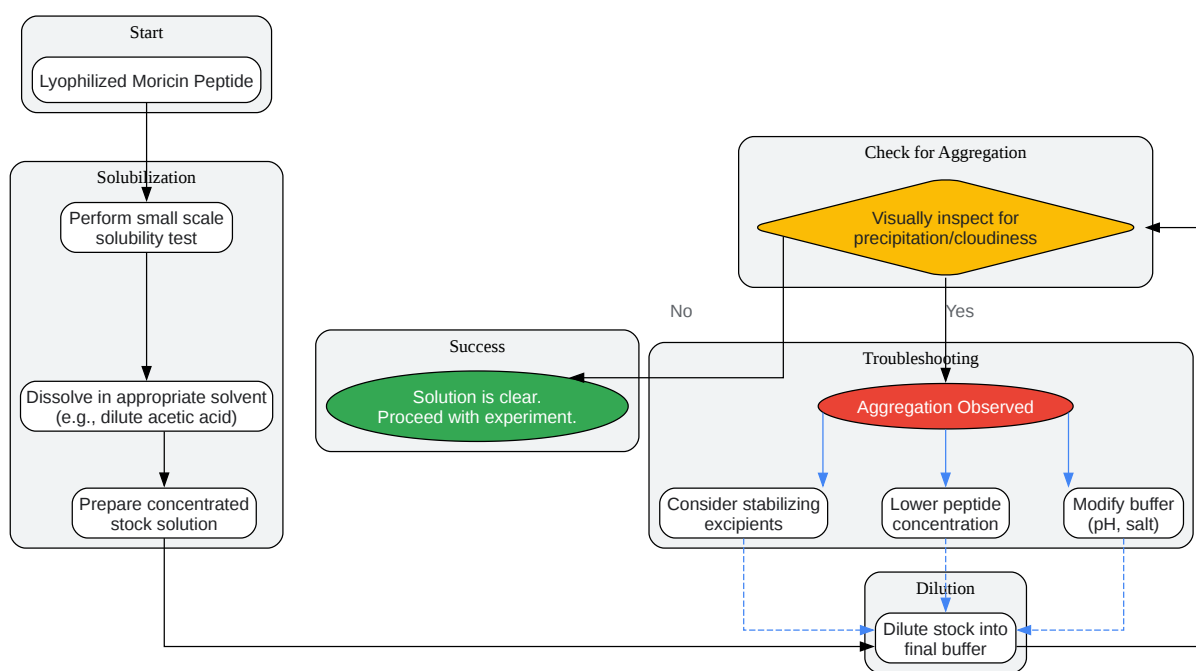 Start
Lyophilized Moricin Peptide
Solubilization
Perform small scale
solubility test
Dissolve in appropriate solvent
(e.g., dilute acetic acid)
Prepare concentrated
stock solution
Check for Aggregation
Visually inspect for
precipitation/cloudiness
No
Yes
Success
Solution is clear.
Proceed with experiment.
Troubleshooting
Aggregation Observed
Consider stabilizing
excipients
Lower peptide
concentration
Modify buffer
(pH, salt)
Dilution
Dilute stock into
final buffer